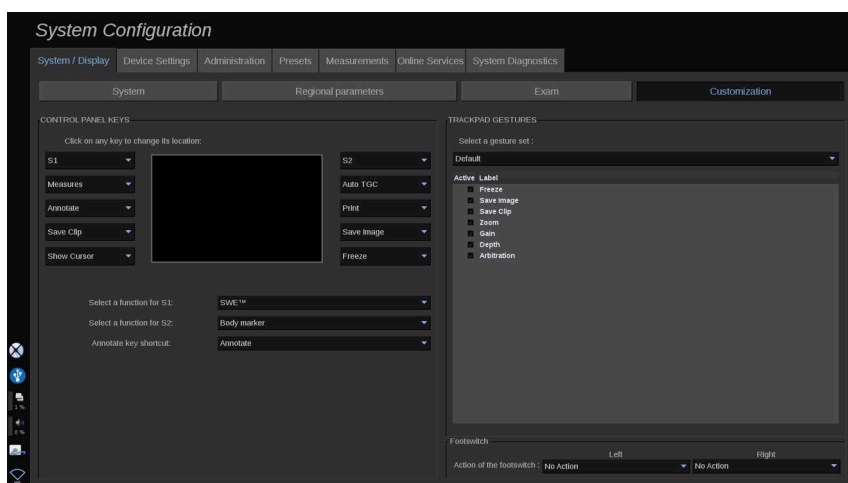 System Configuration
System / Display
Device Settings
Administration
Presets
Measurements
Online Services
System Diagnostics
System
Regional parameters
Exam
Customization
CONTROL PANEL KEYS
Click on any key to change its location:
S1
S2
Measures
Auto TGC
Annotate
Print
Save Clip
Save Image
Show Cursor
Freeze
Select a function for S1:
SWE™
Select a function for S2:
Body marker
Annotate key shortcut:
Annotate
TRACKPAD GESTURES
Select a gesture set :
Default
Active Label
Freeze
Save Image
Save Clip
Zoom
Gain
Depth
Arbitration
Footswitch
Left
Right
Action of the footswitch :
No Action
No Action
1 %
0 %